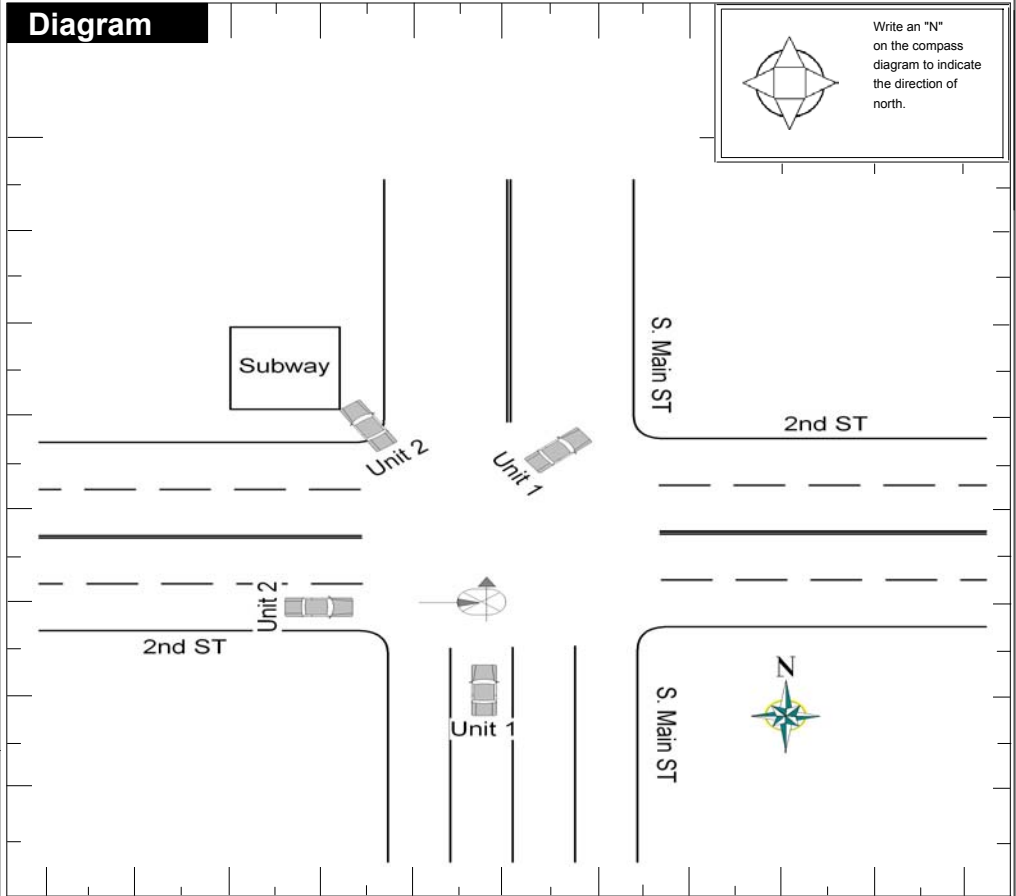 Diagram
Write an "N"
on the compass
diagram to indicate
the direction of
north.
S. Main ST
Subway
2nd ST
Unit 2
Unit 1
Unit 2
2nd ST
N
S. Main ST
Unit 1